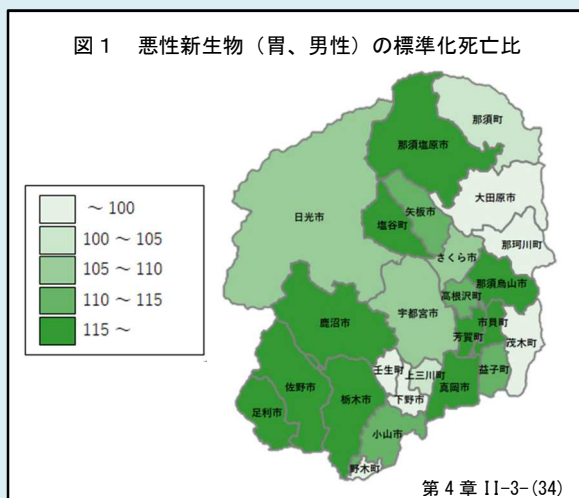 図1　悪性新生物（胃、男性）の標準化死亡比
～100
100～105
105～110
110～115
115～
那須町
那須塩原市
大田原市
矢板市
日光市
塩谷町
那珂川町
さくら市
那須烏山市
高根沢町
宇都宮市
鹿沼市
市貝町
芳賀町
茂木町
壬生町
上三川町
下野市
真岡市
益子町
佐野市
栃木市
足利市
小山市
野木町
第4章 II-3-(34)